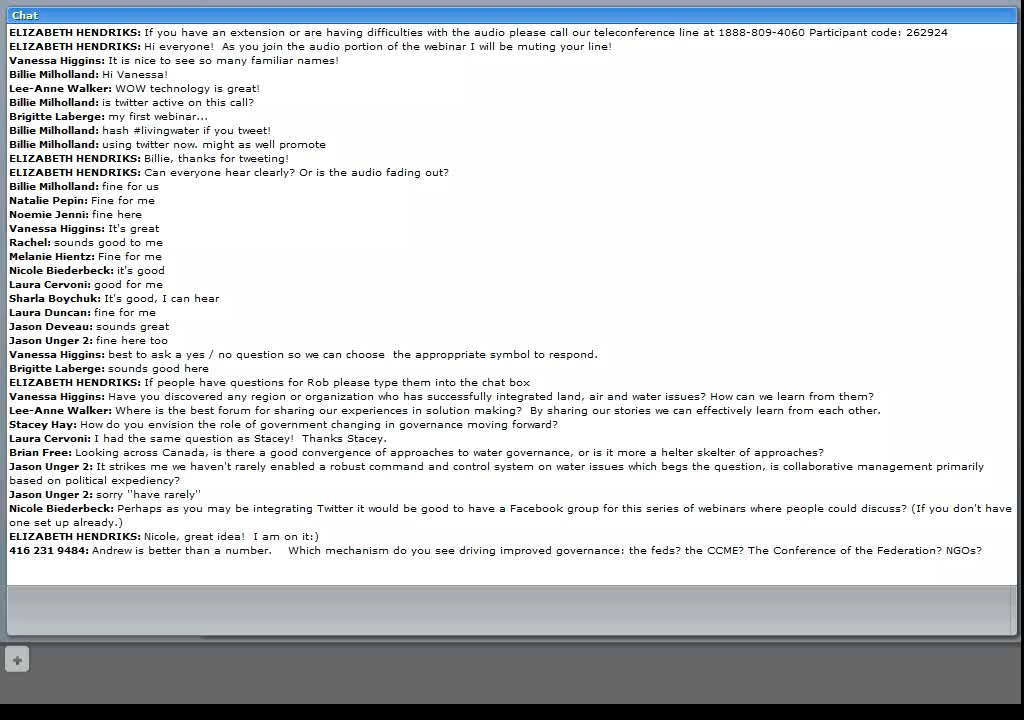 Chat
ELIZABETH HENDRIKS: If you have an extension or are having difficulties with the audio please call our teleconference line at 1888-809-4060 Participant code: 262924
ELIZABETH HENDRIKS: Hi everyone!  As you join the audio portion of the webinar I will be muting your line!
Vanessa Higgins: It is nice to see so many familiar names!
Billie Milholland: Hi Vanessa!
Lee-Anne Walker: WOW technology is great!
Billie Milholland: is twitter active on this call?
Brigitte Laberge: my first webinar...
Billie Milholland: hash #livingwater if you tweet!
Billie Milholland: using twitter now. might as well promote
ELIZABETH HENDRIKS: Billie, thanks for tweeting!
ELIZABETH HENDRIKS: Can everyone hear clearly? Or is the audio fading out?
Billie Milholland: fine for us
Natalie Pepin: Fine for me
Noemie Jenni: fine here
Vanessa Higgins: It's great
Rachel: sounds good to me
Melanie Hientz: Fine for me
Nicole Biederbeck: it's good
Laura Cervoni: good for me
Sharla Boychuk: It's good, I can hear
Laura Duncan: fine for me
Jason Deveau: sounds great
Jason Unger 2: fine here too
Vanessa Higgins: best to ask a yes / no question so we can choose  the approppriate symbol to respond.
Brigitte Laberge: sounds good here
ELIZABETH HENDRIKS: If people have questions for Rob please type them into the chat box
Vanessa Higgins: Have you discovered any region or organization who has successfully integrated land, air and water issues? How can we learn from them?
Lee-Anne Walker: Where is the best forum for sharing our experiences in solution making?  By sharing our stories we can effectively learn from each other.
Stacey Hay: How do you envision the role of government changing in governance moving forward?
Laura Cervoni: I had the same question as Stacey!  Thanks Stacey.
Brian Free: Looking across Canada, is there a good convergence of approaches to water governance, or is it more a helter skelter of approaches?
Jason Unger 2: It strikes me we haven't rarely enabled a robust command and control system on water issues which begs the question, is collaborative management primarily
based on political expediency?
Jason Unger 2: sorry "have rarely"
Nicole Biederbeck: Perhaps as you may be integrating Twitter it would be good to have a Facebook group for this series of webinars where people could discuss? (If you don't have
one set up already.)
ELIZABETH HENDRIKS: Nicole, great idea!  I am on it:)
416 231 9484: Andrew is better than a number.    Which mechanism do you see driving improved governance: the feds? the CCME? The Conference of the Federation? NGOs?